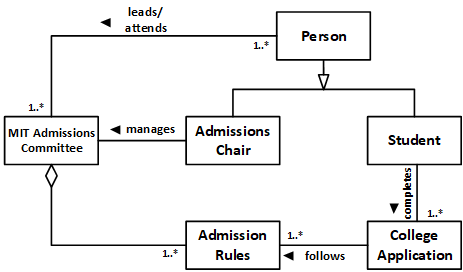 leads/
attends
Person
1..*
1..*
MIT Admissions
Committee
manages
Admissions
Chair
Student
completes
1..*
1..*
Admission
Rules
1..*
follows
College
Application